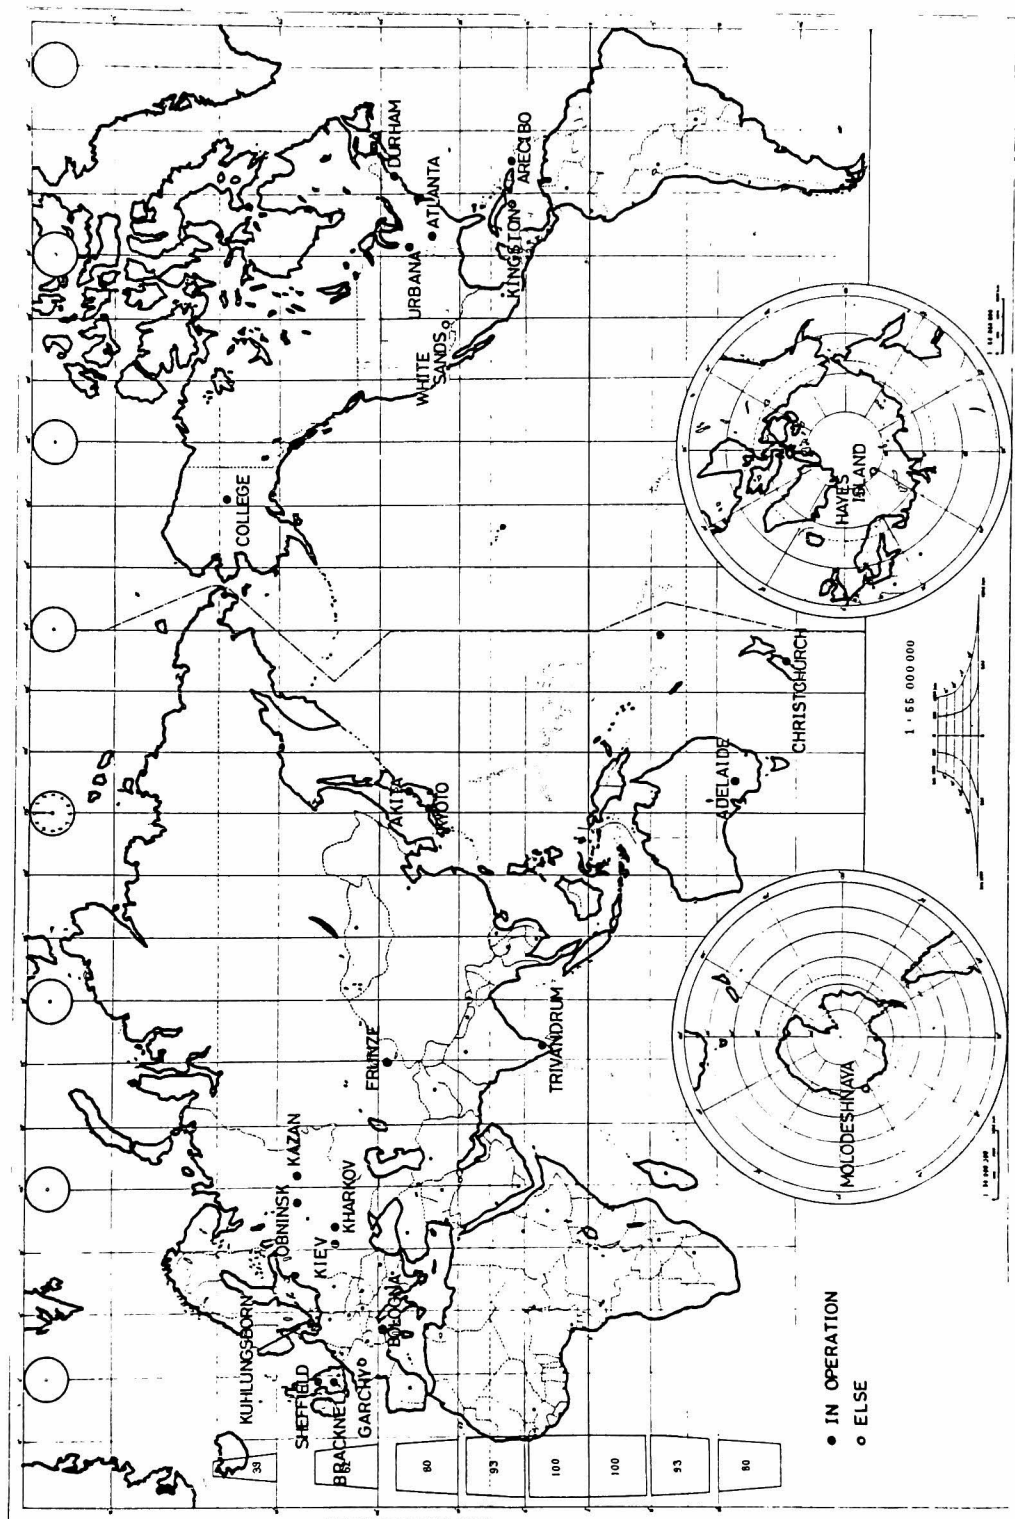 DURHAM
ATLANTA
URBANA
ARECIBO
KINGSTON
WHITE
SANDS
COLLEGE
HAYES
ISLAND
AKITA
KYOTO
ADELAIDE
CHRISTCHURCH
1:55 000 000
FRUNZE
TRIVANDRUM
MOLODESHNAYA
KAZAN
OBNINSK
KHARKOV
KIEV
KUHLUNGSBORN
SHEFFIELD
BRACKNELL
GARCHY
BOLOGNA
39
80
93
100
100
93
80
IN OPERATION
ELSE